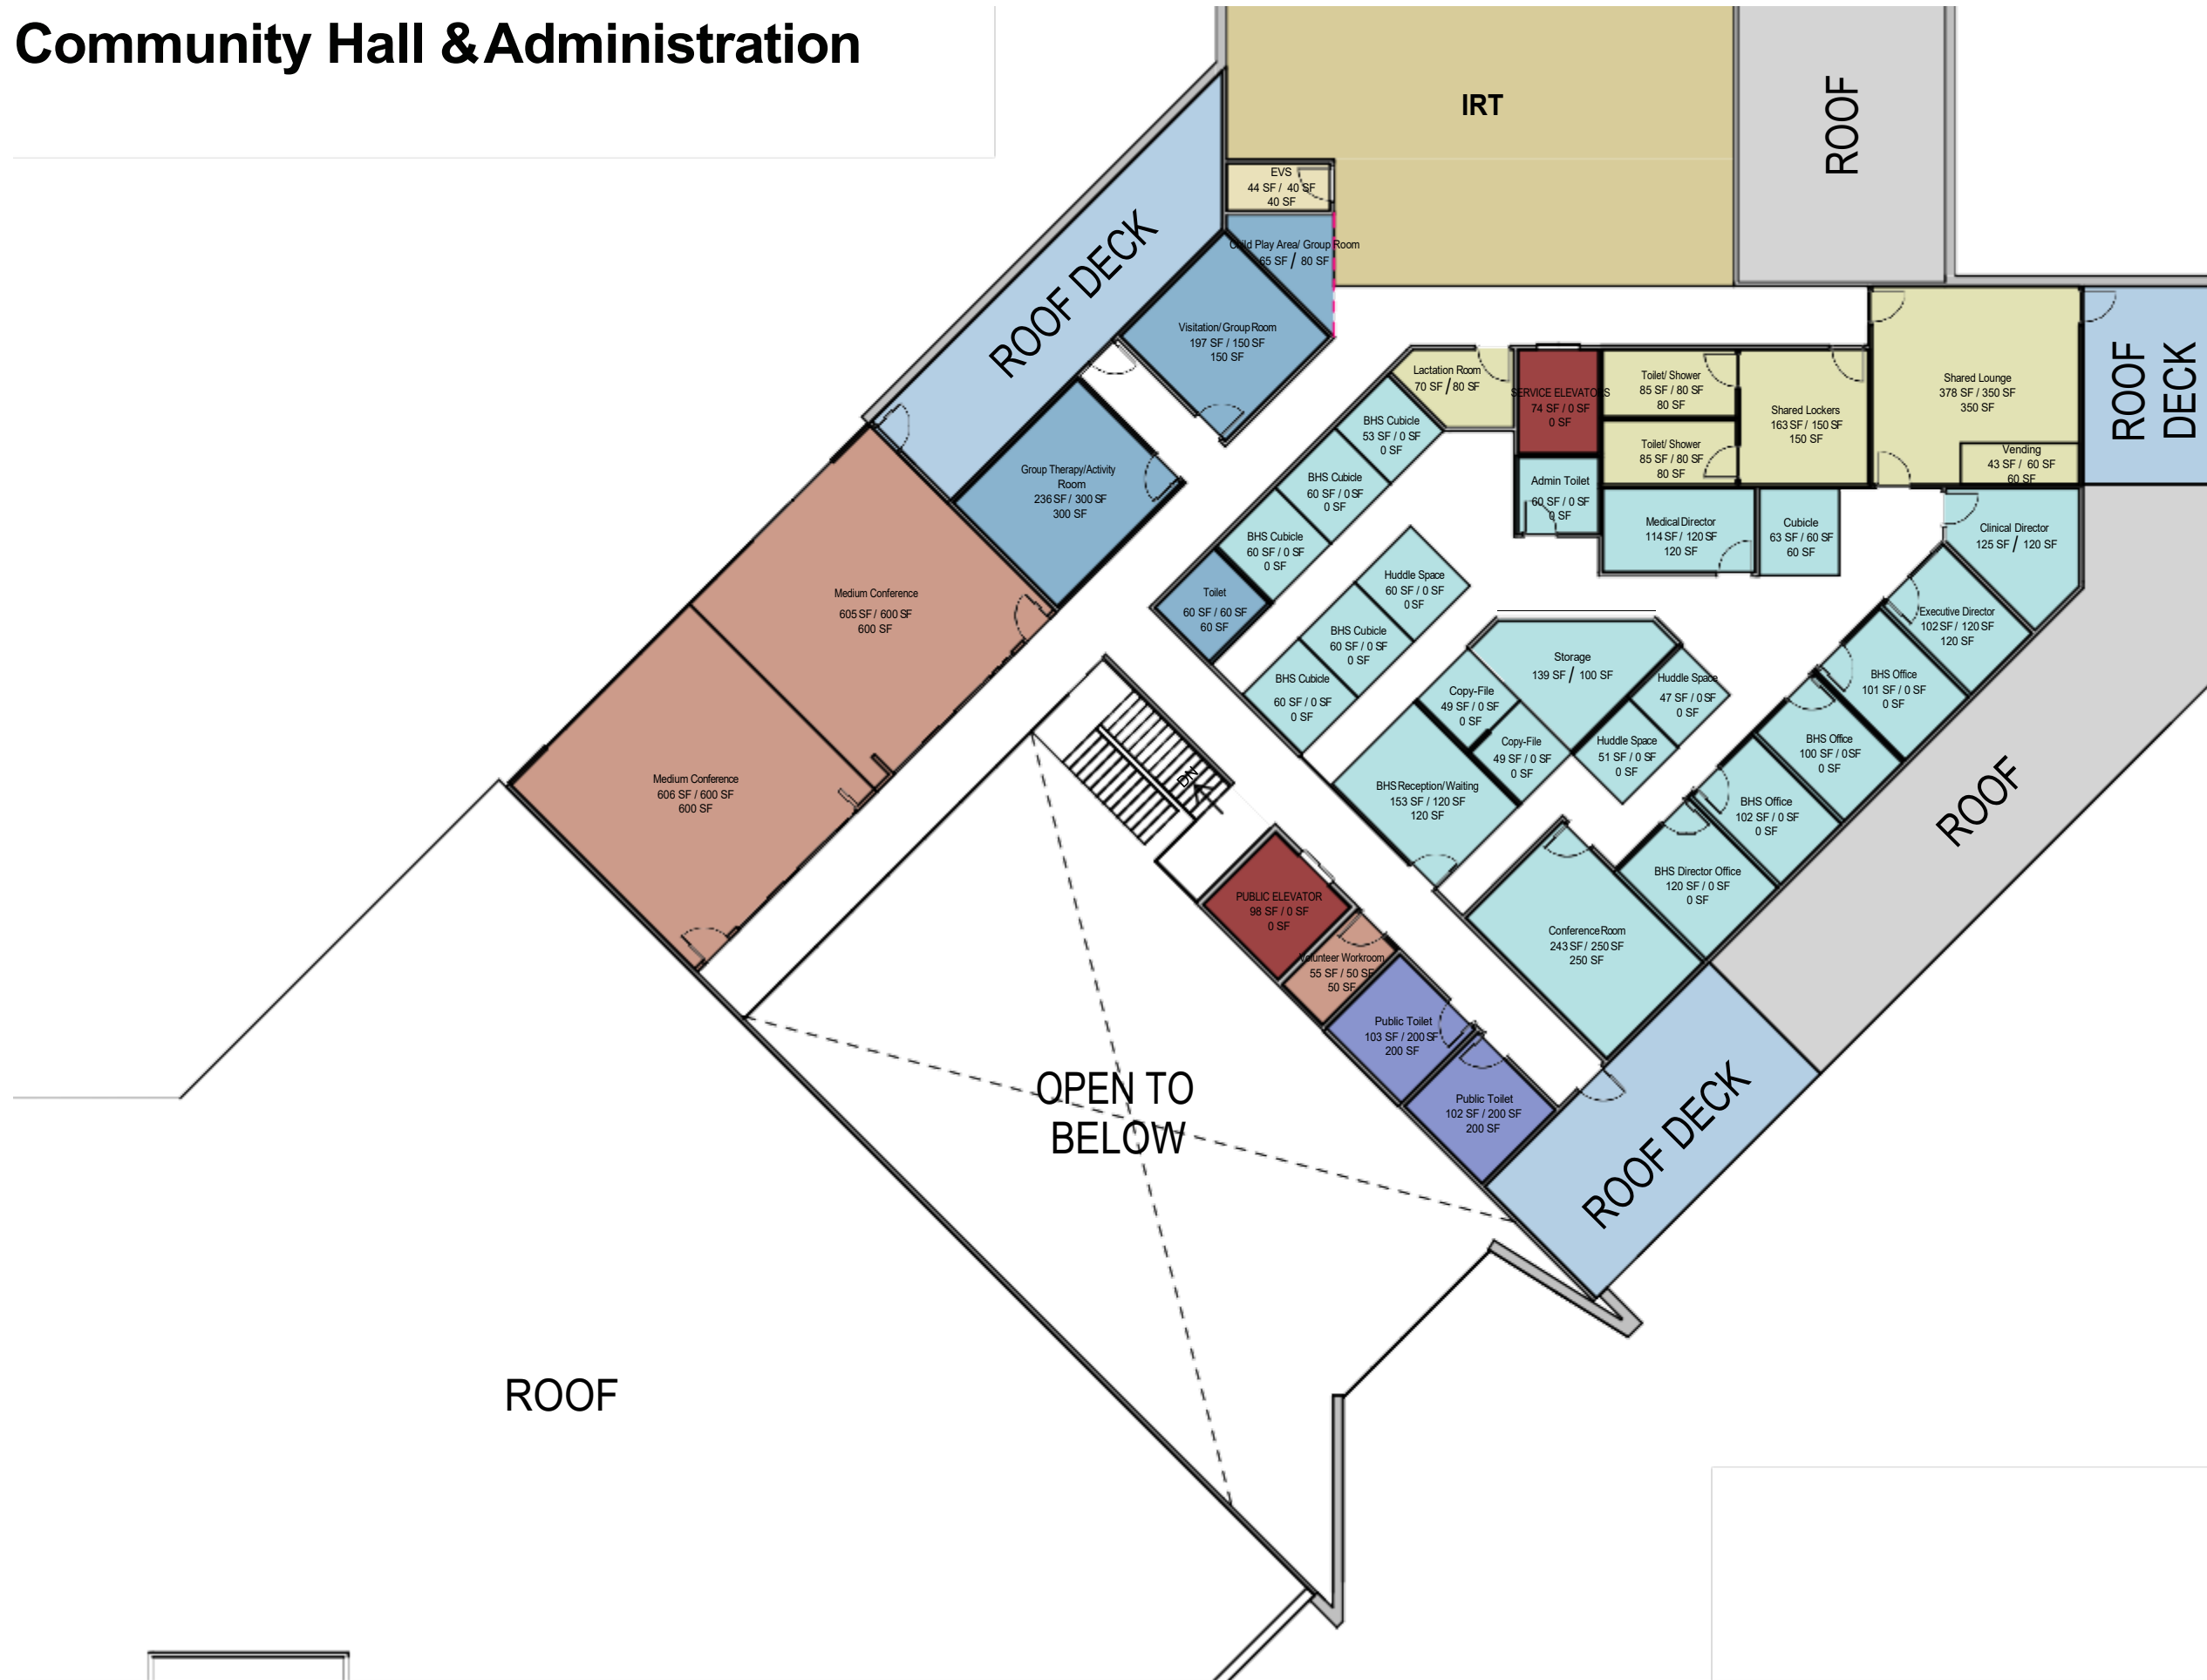 Community Hall & Administration
IRT
ROOF
EVS
44 SF / 40 SF
40 SF
ROOF DECK
Child Play Area/ Group Room
65 SF / 80 SF
Visitation/ Group Room
197 SF / 150 SF
150 SF
Group Therapy/Activity
Room
236 SF / 300 SF
300 SF
Medium Conference
605 SF / 600 SF
600 SF
Medium Conference
606 SF / 600 SF
600 SF
Lactation Room
70 SF / 80 SF
SERVICE ELEVATORS
74 SF / 0 SF
0 SF
Toilet/ Shower
85 SF / 80 SF
80 SF
Toilet/ Shower
85 SF / 80 SF
80 SF
Shared Lockers
163 SF / 150 SF
150 SF
Shared Lounge
378 SF / 350 SF
350 SF
Vending
43 SF / 60 SF
60 SF
ROOF
DECK
BHS Cubicle
53 SF / 0 SF
0 SF
BHS Cubicle
60 SF / 0 SF
0 SF
BHS Cubicle
60 SF / 0 SF
0 SF
Toilet
60 SF / 60 SF
60 SF
Admin Toilet
60 SF / 0 SF
0 SF
Medical Director
114 SF / 120 SF
120 SF
Cubicle
63 SF / 60 SF
60 SF
Clinical Director
125 SF / 120 SF
Executive Director
102 SF / 120 SF
120 SF
BHS Office
101 SF / 0 SF
0 SF
BHS Office
100 SF / 0 SF
0 SF
BHS Office
102 SF / 0 SF
0 SF
BHS Director Office
120 SF / 0 SF
0 SF
Huddle Space
60 SF / 0 SF
0 SF
BHS Cubicle
60 SF / 0 SF
0 SF
BHS Cubicle
60 SF / 0 SF
0 SF
Storage
139 SF / 100 SF
Copy-File
49 SF / 0 SF
0 SF
Copy-File
49 SF / 0 SF
0 SF
Huddle Space
47 SF / 0 SF
0 SF
Huddle Space
51 SF / 0 SF
0 SF
BHS Reception/ Waiting
153 SF / 120 SF
120 SF
Conference Room
243 SF / 250 SF
250 SF
ROOF
DN
PUBLIC ELEVATOR
98 SF / 0 SF
0 SF
Volunteer Workroom
55 SF / 50 SF
50 SF
Public Toilet
103 SF / 200 SF
200 SF
Public Toilet
102 SF / 200 SF
200 SF
ROOF DECK
OPEN TO
BELOW
ROOF